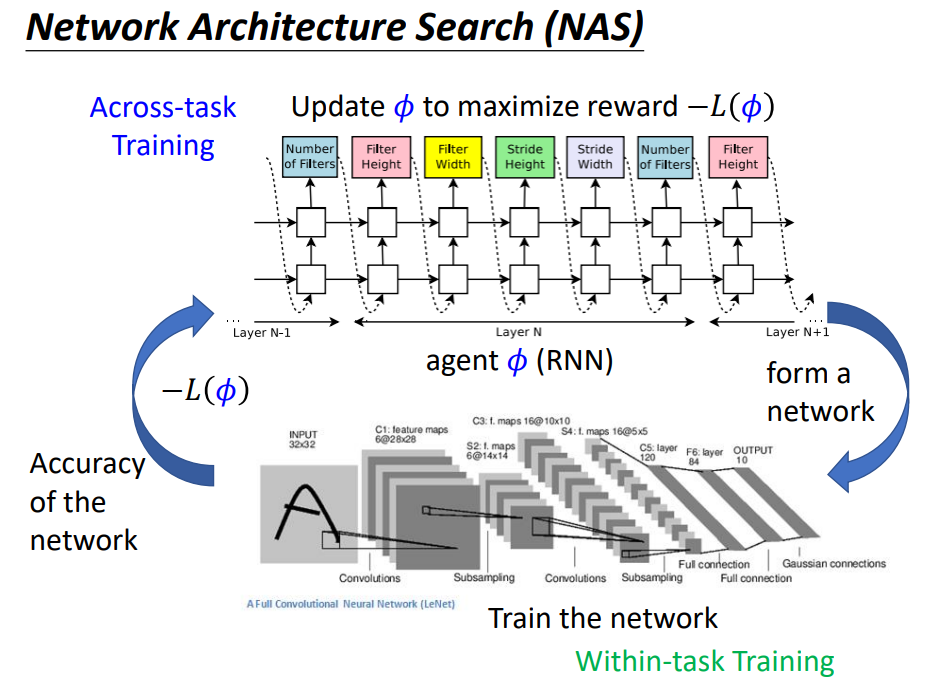 Network Architecture Search (NAS)
Across-task
Training
Update ϕ to maximize reward −L(ϕ)
Number
of Filters
Filter
Height
Filter
Width
Stride
Height
Stride
Width
Number
of Filters
Filter
Height
... Layer N-1
Layer N
Layer N+1 ...
agent ϕ (RNN)
−L(ϕ)
form a
network
Accuracy
of the
network
INPUT
32x32
C1: feature maps
6@28x28
S2: f. maps
6@14x14
C3: f. maps 16@10x10
S4: f. maps 16@5x5
C5: layer
120
F6: layer
84
OUTPUT
10
Convolutions
Subsampling
Convolutions
Subsampling
Full connection
Full connection
Gaussian connections
A Full Convolutional Neural Network (LeNet)
Train the network
Within-task Training